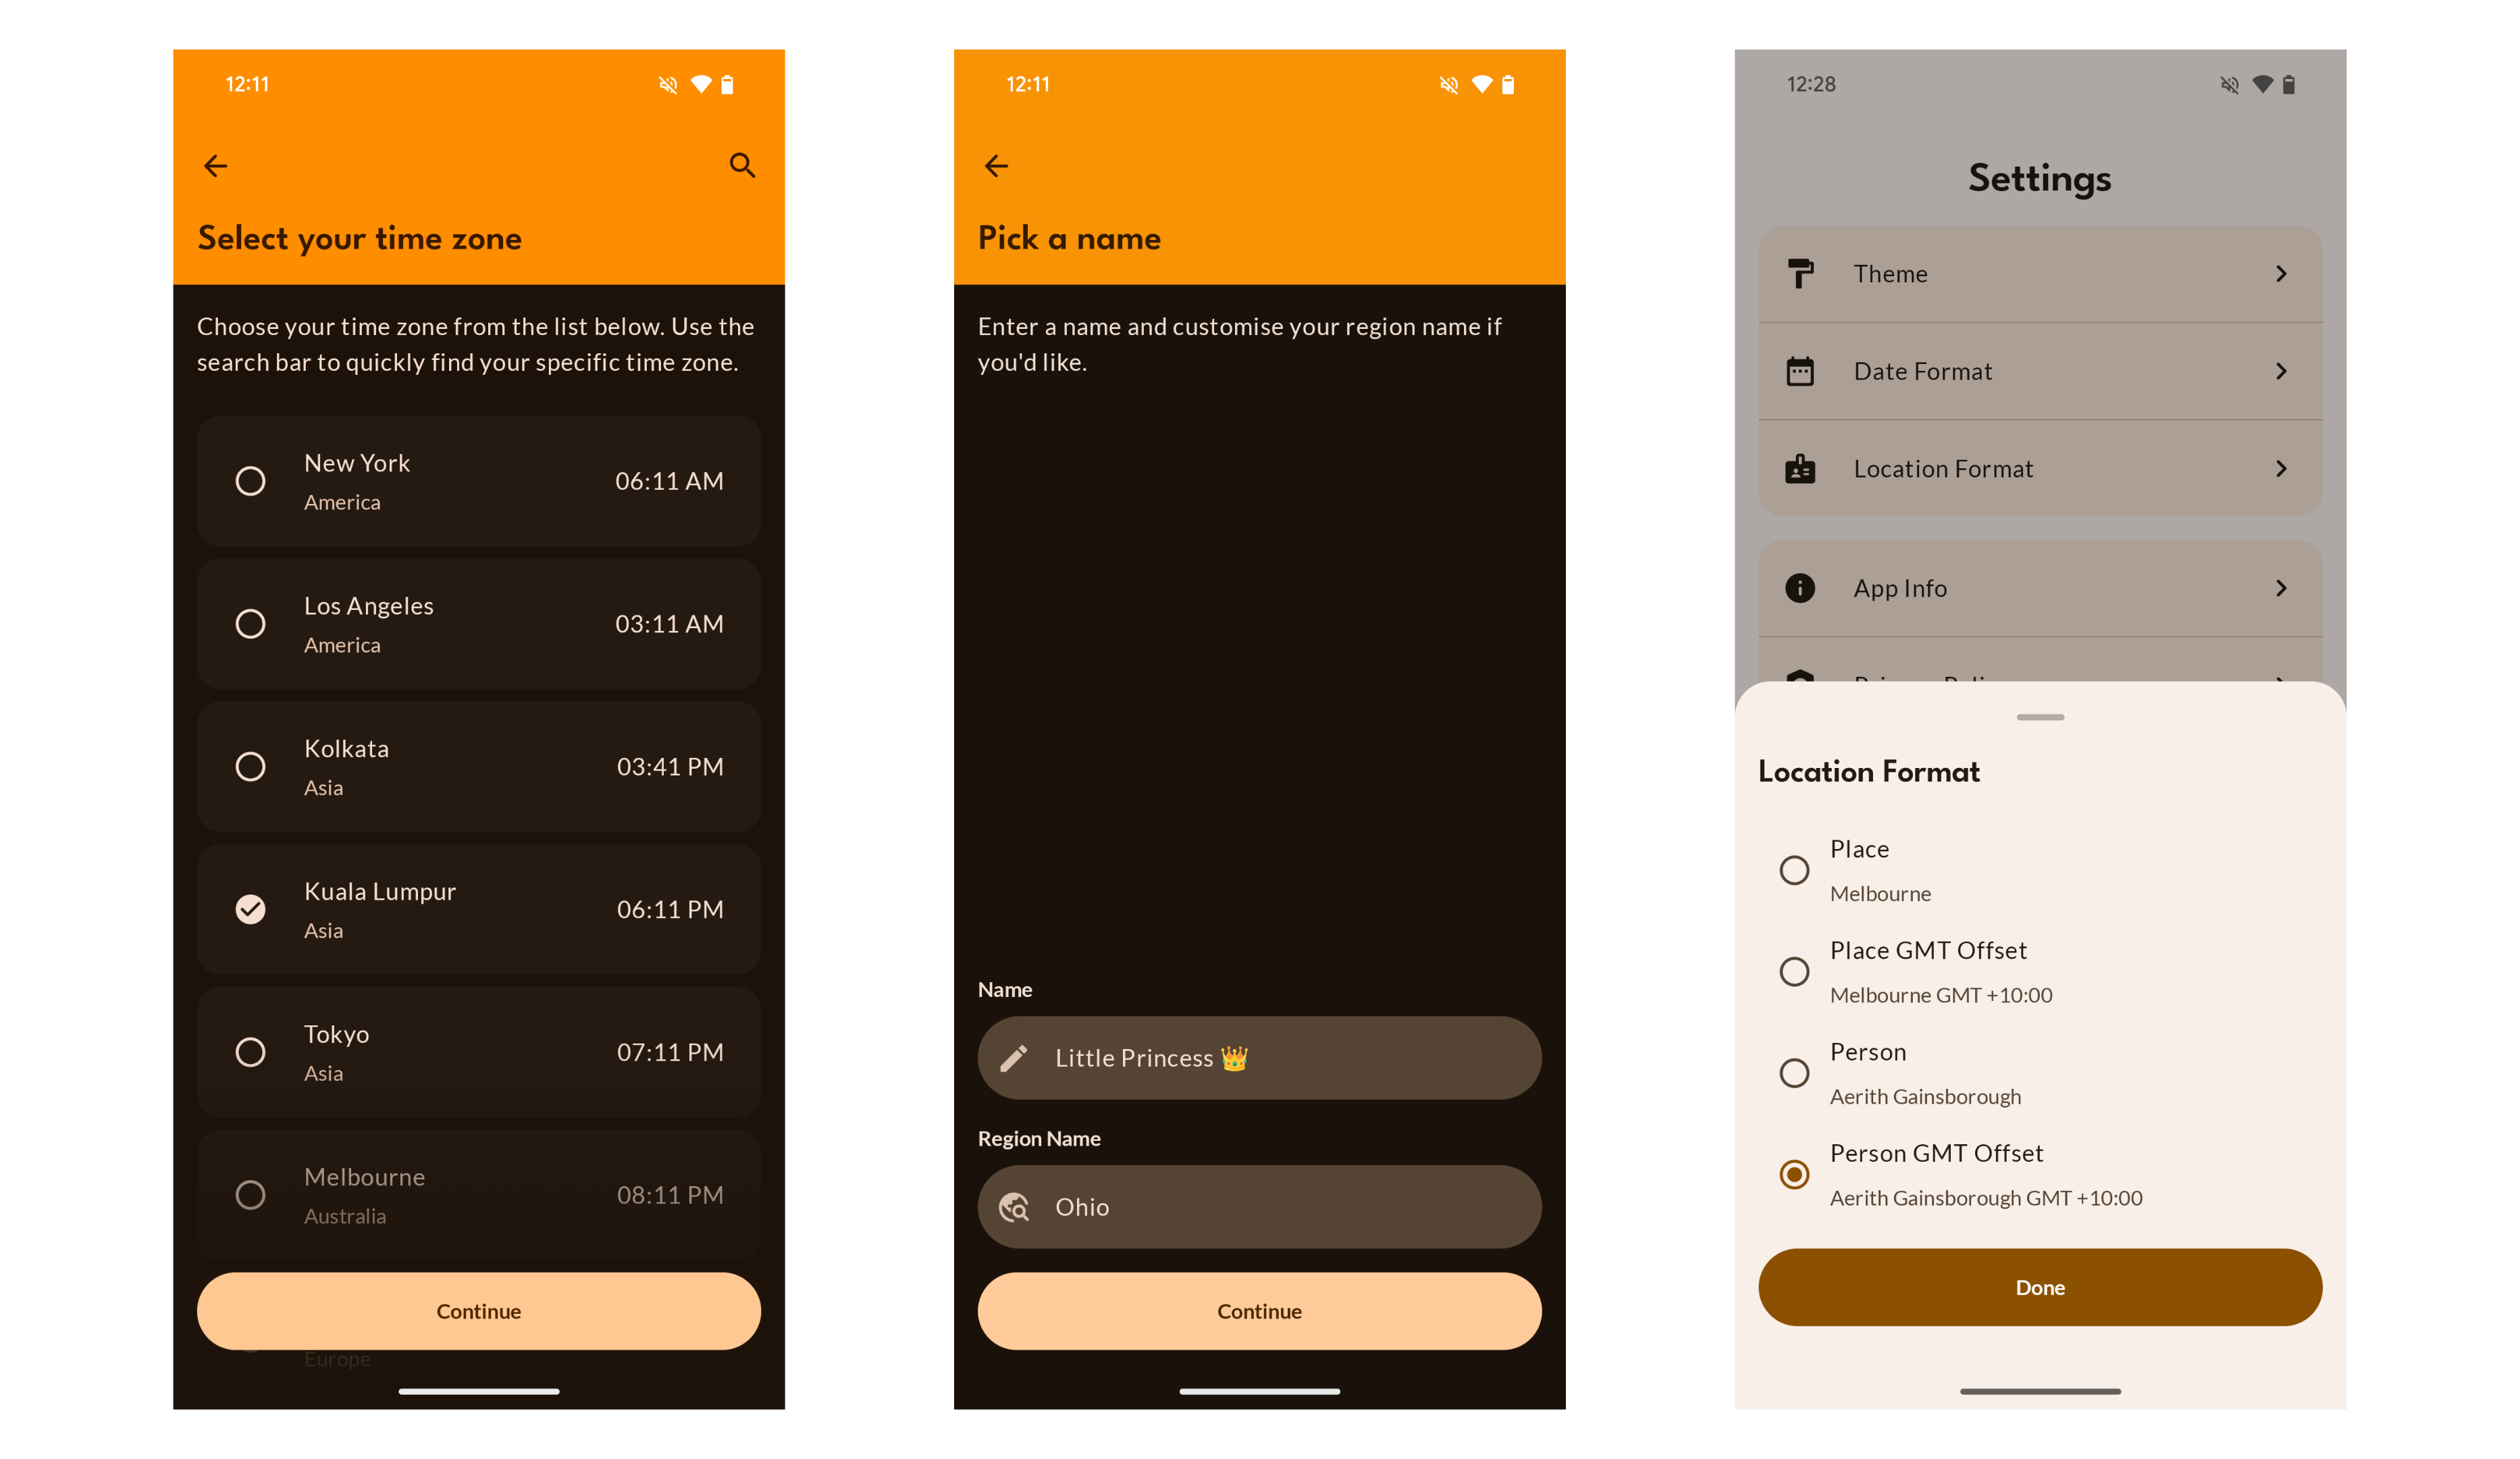 12:11
Select your time zone
Choose your time zone from the list below. Use the
search bar to quickly find your specific time zone.
New York
America
06:11 AM
Los Angeles
America
03:11 AM
Kolkata
Asia
03:41 PM
Kuala Lumpur
Asia
06:11 PM
Tokyo
Asia
07:11 PM
Melbourne
Australia
08:11 PM
Continue
Europe
12:11
Pick a name
Enter a name and customise your region name if
you'd like.
Name
Little Princess 👑
Region Name
Ohio
Continue
12:28
Settings
Theme
Date Format
Location Format
App Info
Location Format
Place
Melbourne
Place GMT Offset
Melbourne GMT +10:00
Person
Aerith Gainsborough
Person GMT Offset
Aerith Gainsborough GMT +10:00
Done